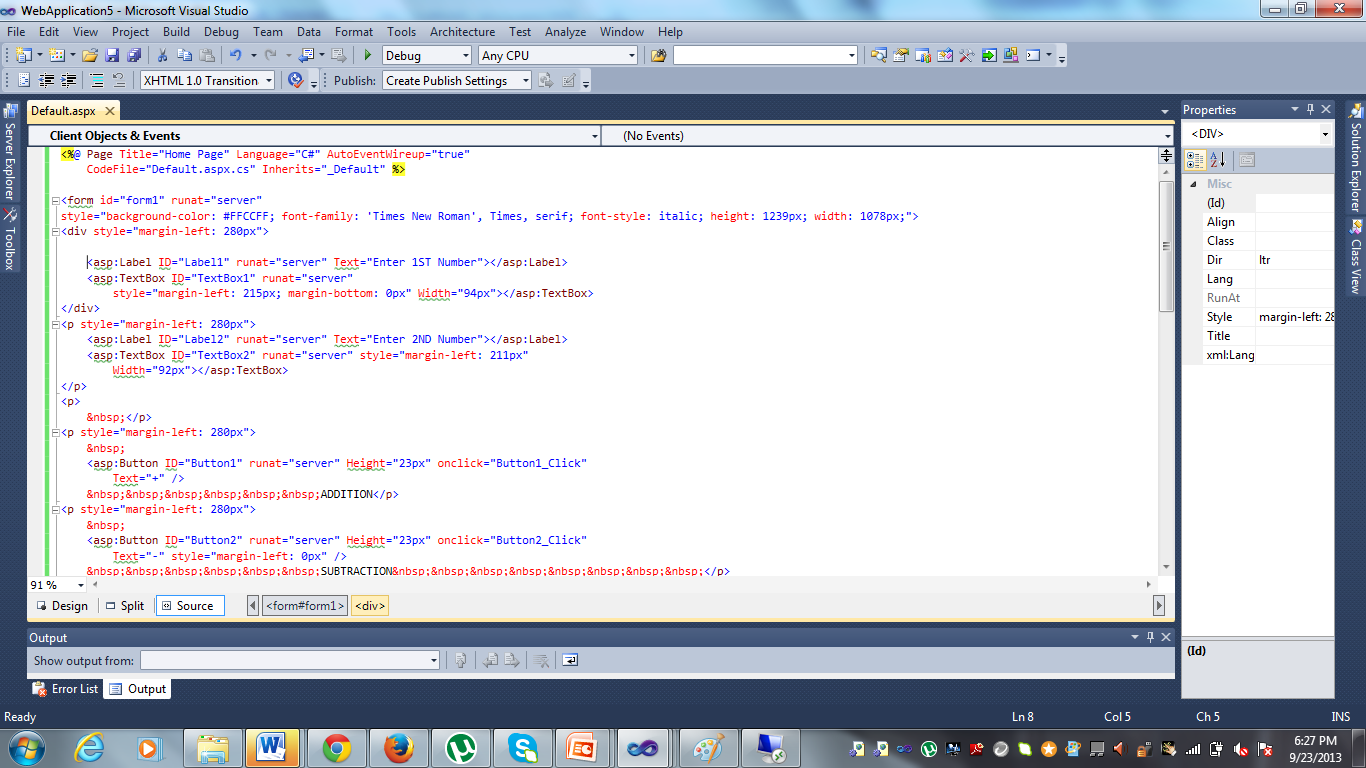 WebApplication5 - Microsoft Visual Studio
File Edit View Project Build Debug Team Data Format Tools Architecture Test Analyze Window Help
Debug Any CPU
XHTML 1.0 Transition Publish: Create Publish Settings
Default.aspx
Client Objects & Events (No Events)
<%@ Page Title="Home Page" Language="C#" AutoEventWireup="true"
CodeFile="Default.aspx.cs" Inherits="_Default" %>
<form id="form1" runat="server"
style="background-color: #FFCCFF; font-family: 'Times New Roman', Times, serif; font-style: italic; height: 1239px; width: 1078px;">
<div style="margin-left: 280px">
<asp:Label ID="Label1" runat="server" Text="Enter 1ST Number"></asp:Label>
<asp:TextBox ID="TextBox1" runat="server"
style="margin-left: 215px; margin-bottom: 0px" Width="94px"></asp:TextBox>
</div>
<p style="margin-left: 280px">
<asp:Label ID="Label2" runat="server" Text="Enter 2ND Number"></asp:Label>
<asp:TextBox ID="TextBox2" runat="server" style="margin-left: 211px"
Width="92px"></asp:TextBox>
</p>
<p>
&nbsp;</p>
<p style="margin-left: 280px">
&nbsp;
<asp:Button ID="Button1" runat="server" Height="23px" onclick="Button1_Click"
Text="+" />
&nbsp;&nbsp;&nbsp;&nbsp;&nbsp;&nbsp;ADDITION</p>
<p style="margin-left: 280px">
&nbsp;
<asp:Button ID="Button2" runat="server" Height="23px" onclick="Button2_Click"
Text="-" style="margin-left: 0px" />
&nbsp;&nbsp;&nbsp;&nbsp;&nbsp;&nbsp;SUBTRACTION&nbsp;&nbsp;&nbsp;&nbsp;&nbsp;&nbsp;&nbsp;&nbsp;</p>
91 %
Design Split Source <form#form1> <div>
Output
Show output from:
Error List Output
Ready Ln 8 Col 5 Ch 5 INS
Server Explorer
Toolbox
Properties
<DIV>
Misc
(Id)
Align
Class
Dir ltr
Lang
RunAt
Style margin-left: 28
Title
xml:Lang
(Id)
Solution Explorer
Class View
6:27 PM
9/23/2013